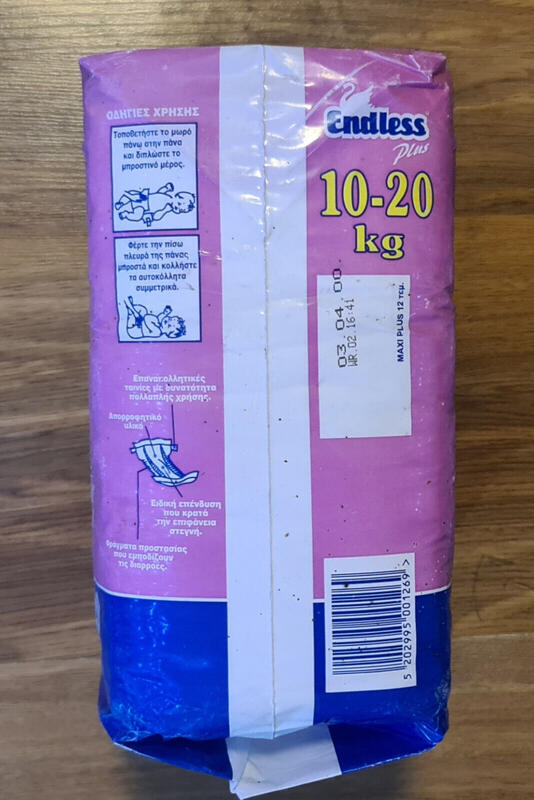 ΟΔΗΓΙΕΣ ΧΡΗΣΗΣ
Τοποθετήστε το μωρό
πάνω στην πάνα
και διπλώστε το
μπροστινό μέρος.
Φέρτε την πίσω
πλευρά της πάνας
μπροστά και κολλήστε
τα αυτοκόλλητα
συμμετρικά.
Επανακολλητικές
ταινίες με δυνατότητα
πολλαπλής χρήσης.
Απορροφητικό
υλικό
Ειδική επένδυση
που κρατά
την επιφάνεια
στεγνή.
Φράγματα προστασίας
που εμποδίζουν
τις διαρροές.
Endless
Plus
10-20
kg
03 04 00
WR.02.16:41
MAXI PLUS 12 τεμ.
5 202995 001269 >